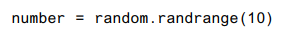 number = random.randrange(10)